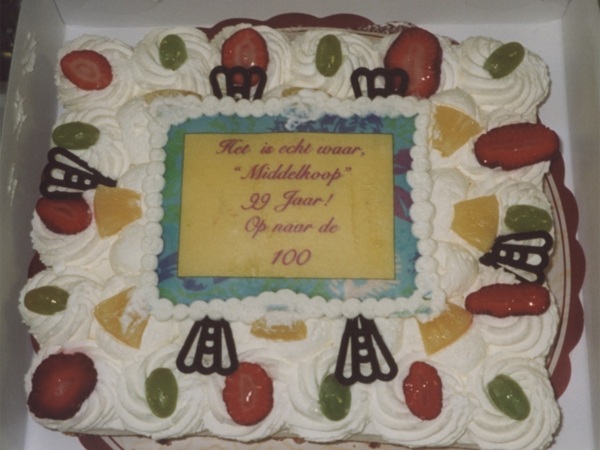 Het is echt waar,
"Middelkoop"
99 Jaar!
Op naar de
100